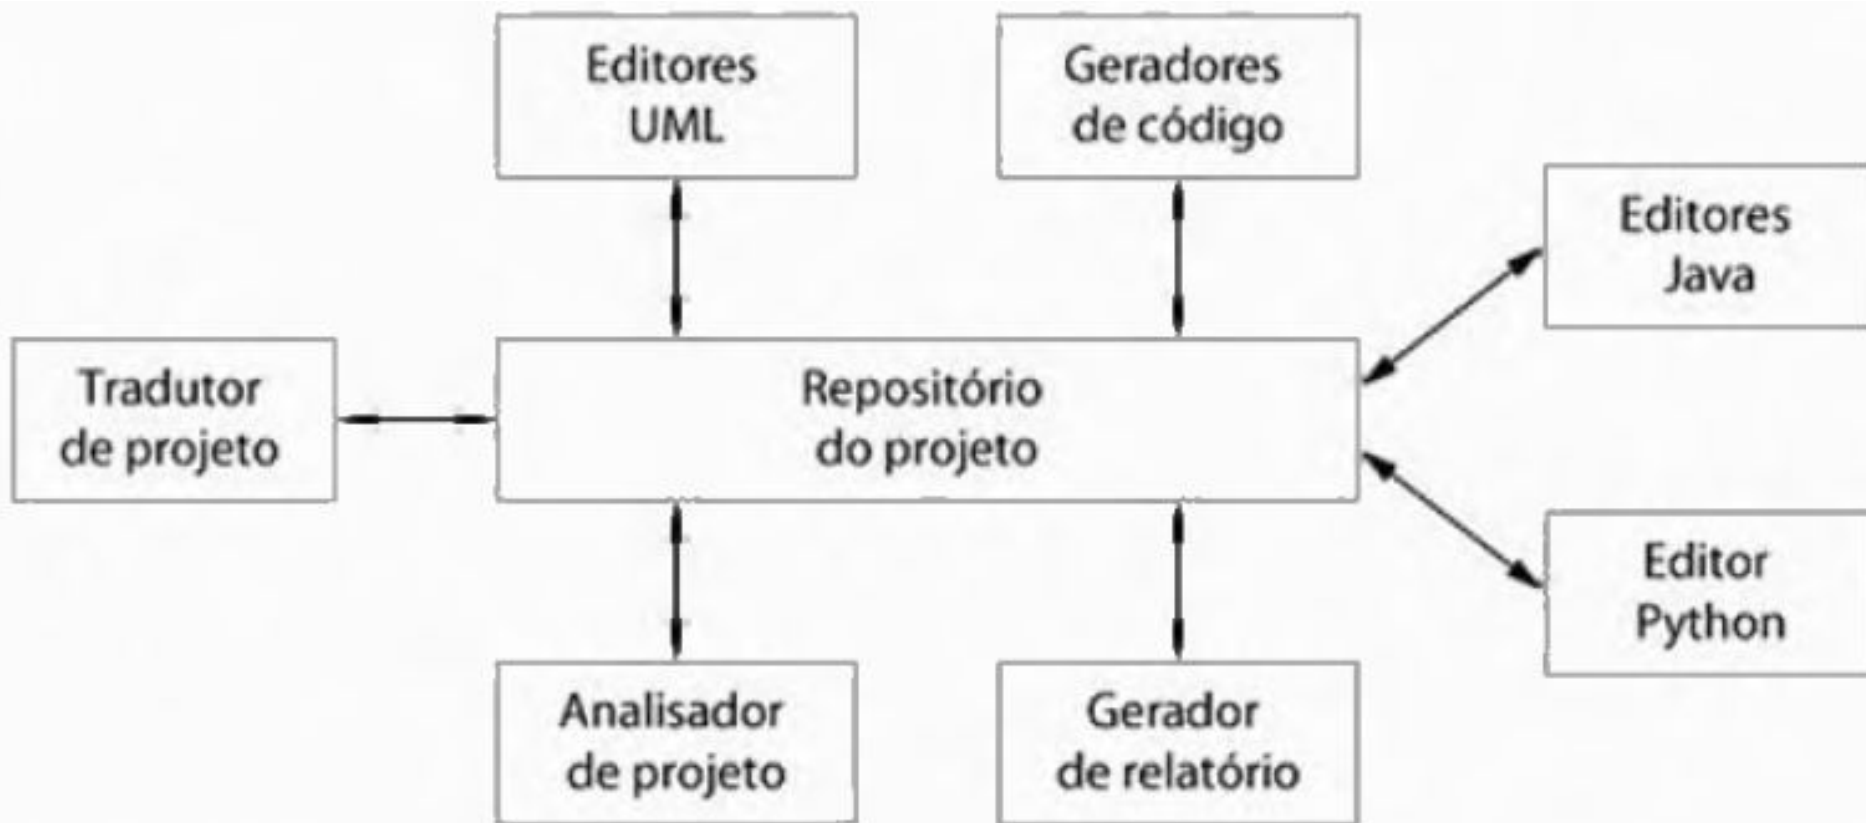 Editores
UML
Geradores
de código
Editores
Java
Tradutor
de projeto
Repositório
do projeto
Editor
Python
Analisador
de projeto
Gerador
de relatório